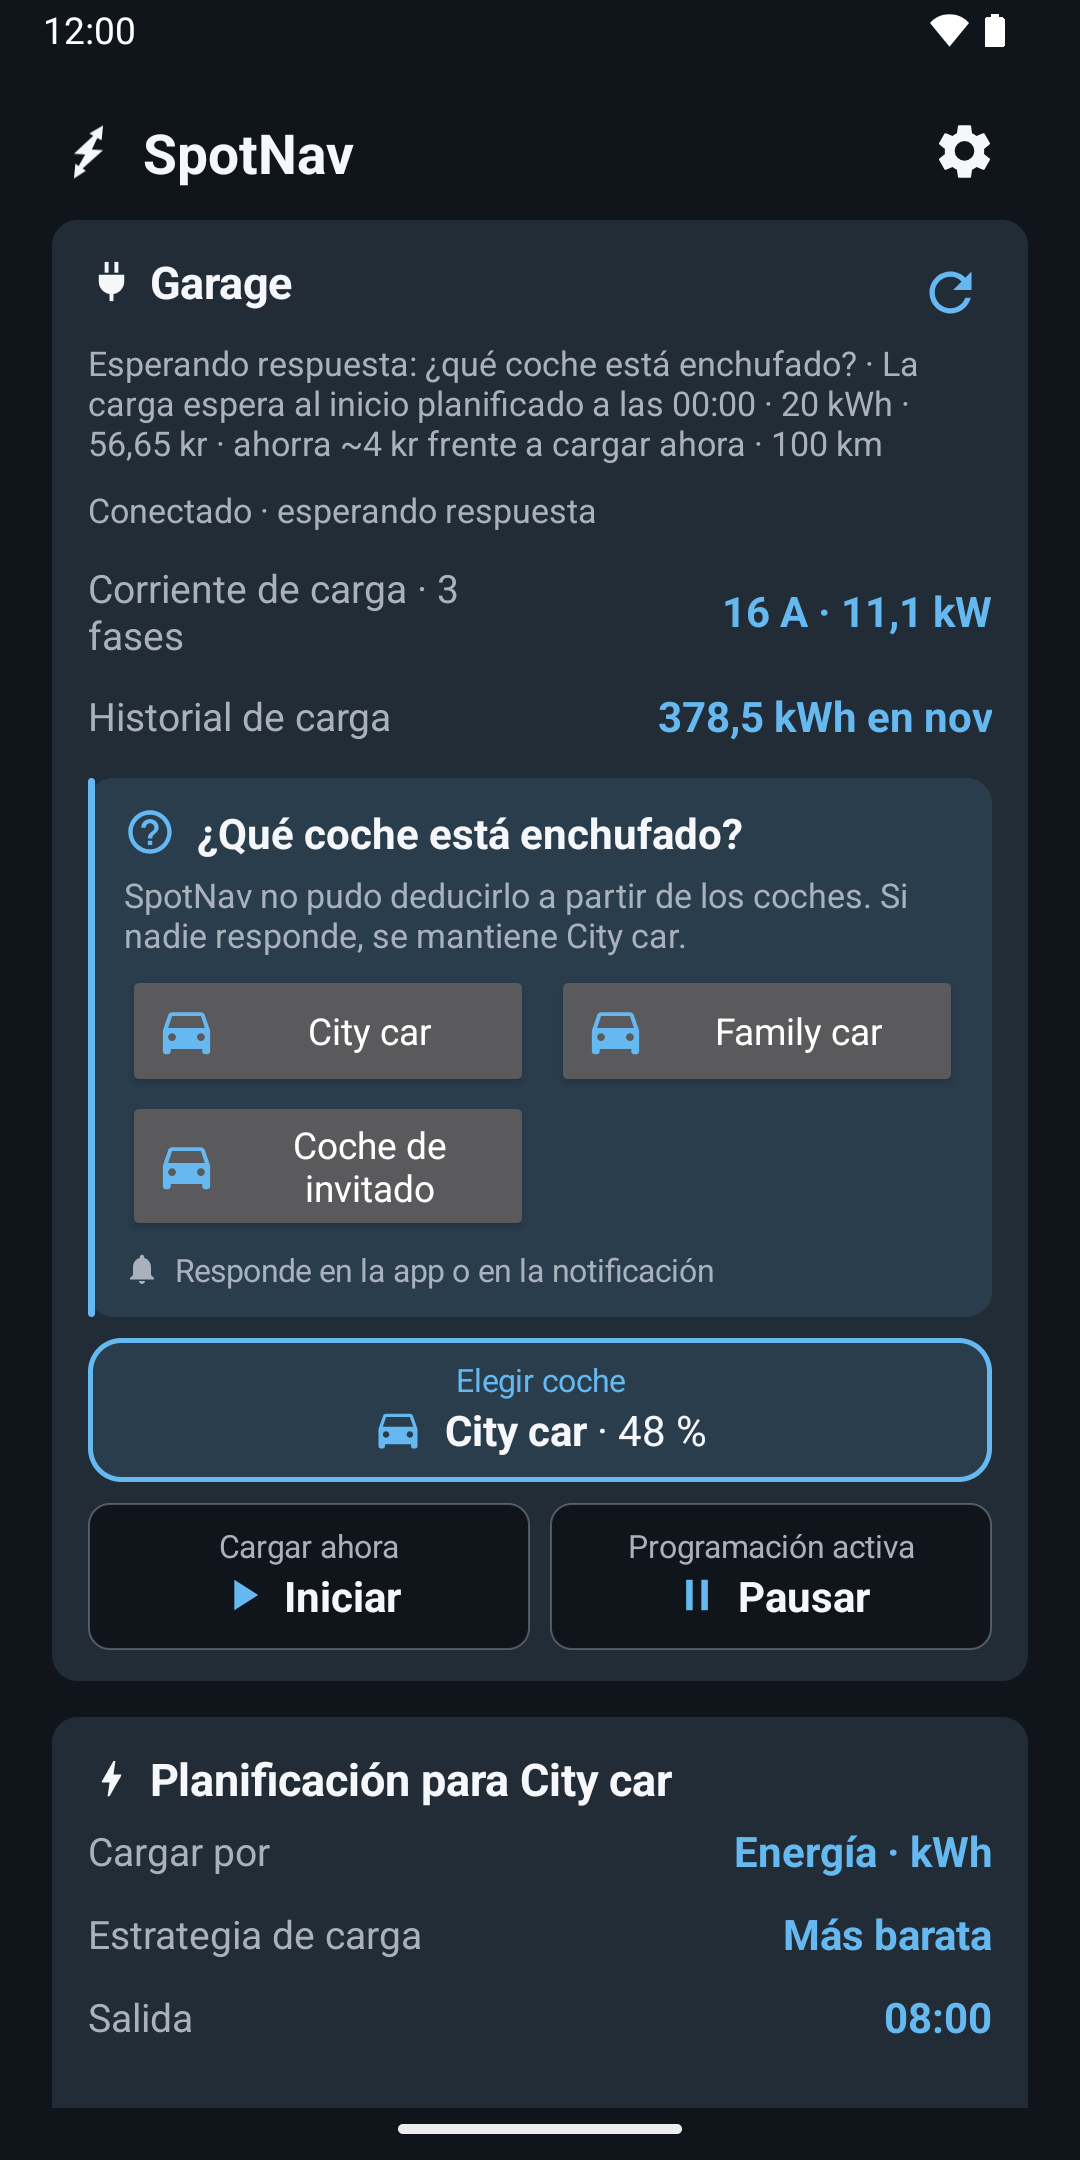 12:00
SpotNav
Garage
Esperando respuesta: ¿qué coche está enchufado? · La
carga espera al inicio planificado a las 00:00 · 20 kWh ·
56,65 kr · ahorra ~4 kr frente a cargar ahora · 100 km
Conectado · esperando respuesta
Corriente de carga · 3
fases
16 A · 11,1 kW
Historial de carga
378,5 kWh en nov
¿Qué coche está enchufado?
SpotNav no pudo deducirlo a partir de los coches. Si
nadie responde, se mantiene City car.
City car
Family car
Coche de
invitado
Responde en la app o en la notificación
Elegir coche
City car · 48 %
Cargar ahora
Iniciar
Programación activa
Pausar
Planificación para City car
Cargar por
Energía · kWh
Estrategia de carga
Más barata
Salida
08:00